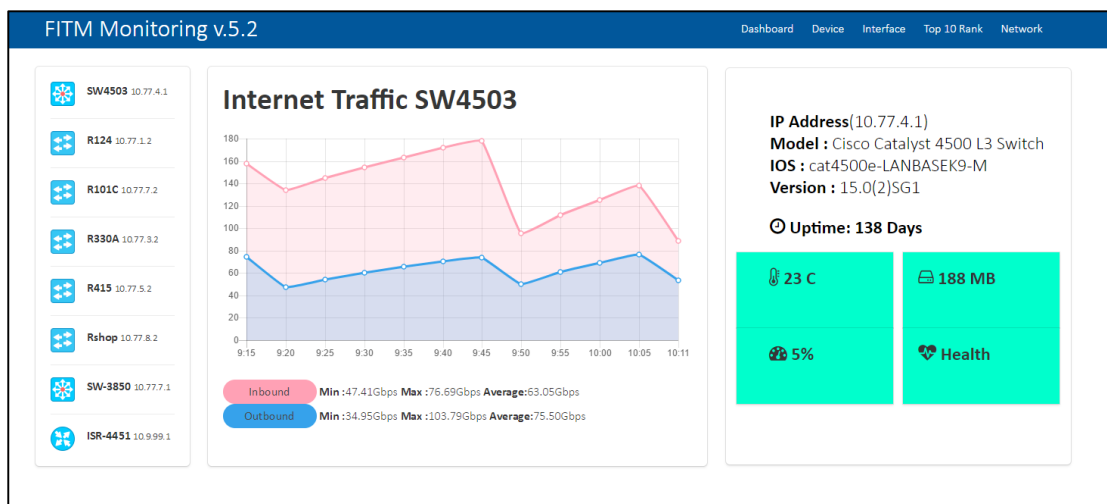 FITM Monitoring v.5.2
Dashboard Device Interface Top 10 Rank Network
SW4503 10.77.4.1
R124 10.77.1.2
R101C 10.77.7.2
R330A 10.77.3.2
R415 10.77.5.2
Rshop 10.77.8.2
SW-3850 10.77.7.1
ISR-4451 10.9.99.1
Internet Traffic SW4503
180
160
140
120
100
80
60
40
20
0
9:15 9:20 9:25 9:30 9:35 9:40 9:45 9:50 9:55 10:00 10:05 10:11
Inbound Min :47.41Gbps Max :76.69Gbps Average:63.05Gbps
Outbound Min :34.95Gbps Max :103.79Gbps Average:75.50Gbps
IP Address(10.77.4.1)
Model : Cisco Catalyst 4500 L3 Switch
IOS : cat4500e-LANBASEK9-M
Version : 15.0(2)SG1
Uptime: 138 Days
23 C
188 MB
5%
Health